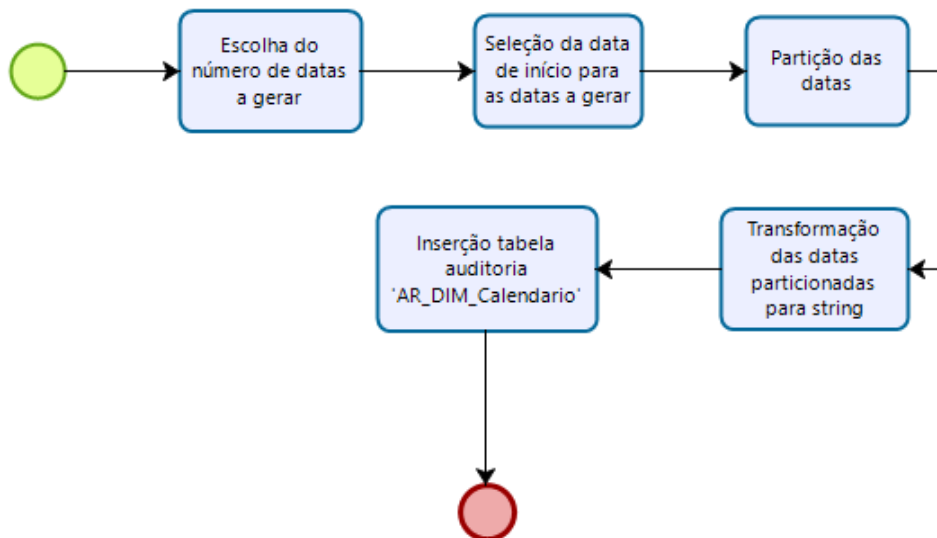 Escolha do
número de datas
a gerar
Seleção da data
de início para
as datas a gerar
Partição das
datas
Transformação
das datas
particionadas
para string
Inserção tabela
auditoria
'AR_DIM_Calendario'